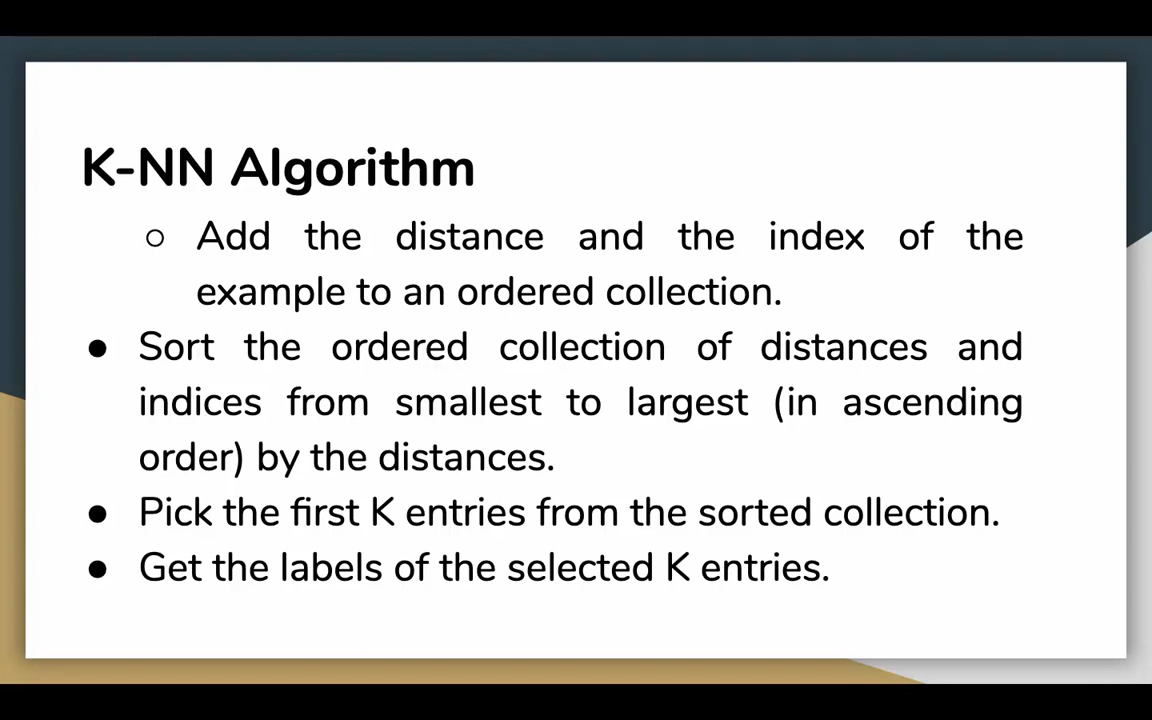 K-NN Algorithm
○ Add the distance and the index of the
example to an ordered collection.
● Sort the ordered collection of distances and
indices from smallest to largest (in ascending
order) by the distances.
● Pick the first K entries from the sorted collection.
● Get the labels of the selected K entries.